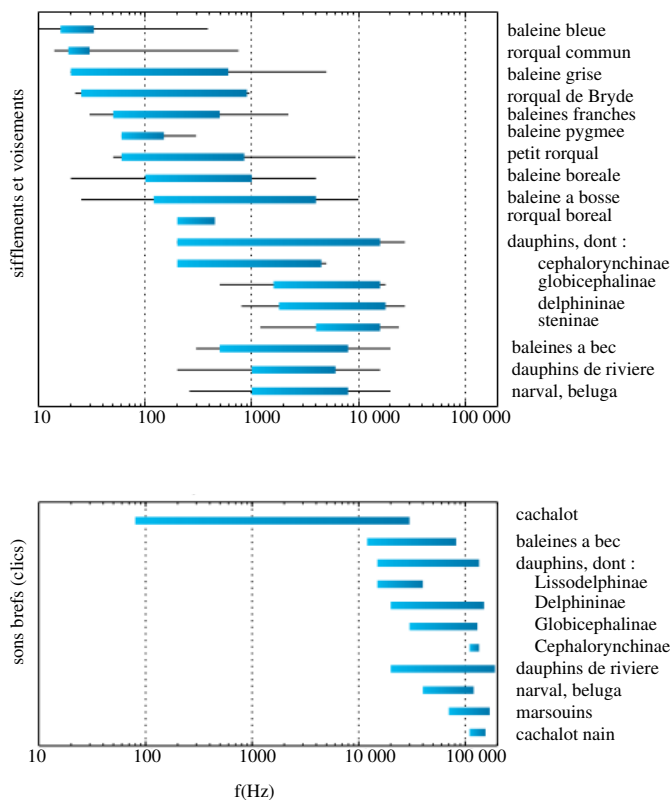 sifflements et voisements
baleine bleue
rorqual commun
baleine grise
rorqual de Bryde
baleines franches
baleine pygmee
petit rorqual
baleine boreale
baleine a bosse
rorqual boreal
dauphins, dont :
cephalorynchinae
globicephalinae
delphininae
steninae
baleines a bec
dauphins de riviere
narval, beluga
10 100 1000 10 000 100 000
sons brefs (clics)
cachalot
baleines a bec
dauphins, dont :
Lissodelphinae
Delphininae
Globicephalinae
Cephalorynchinae
dauphins de riviere
narval, beluga
marsouins
cachalot nain
10 100 1000 10 000 100 000
f(Hz)